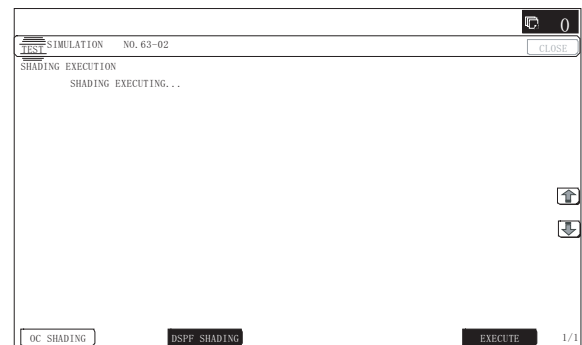 0
TEST SIMULATION NO. 63-02
CLOSE
SHADING EXECUTION
SHADING EXECUTING...
OC SHADING DSPF SHADING EXECUTE 1/1